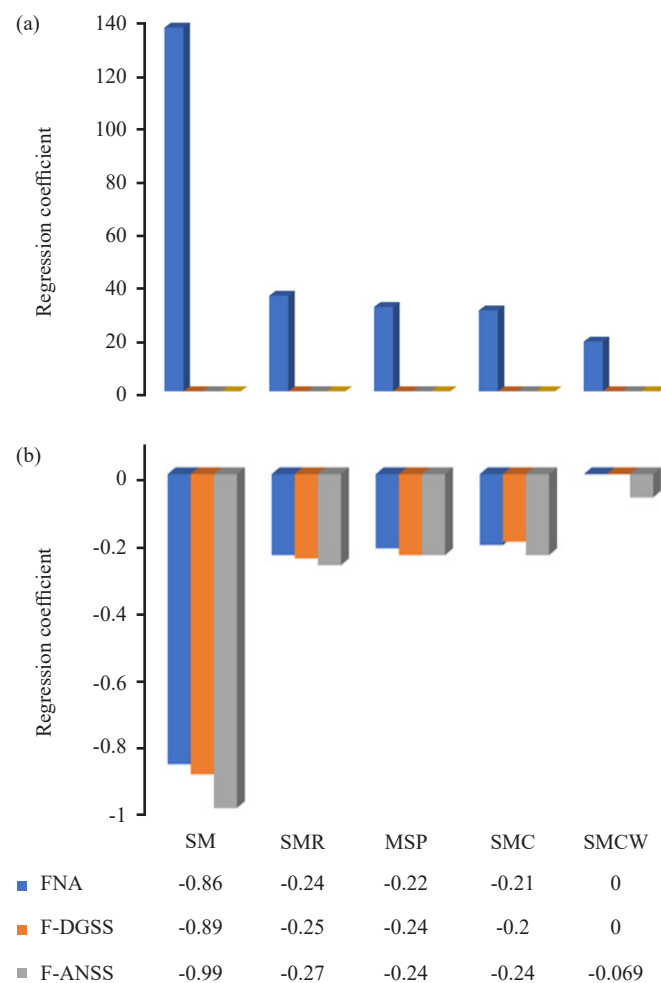 (a)
Regression coefficient
140
120
100
80
60
40
20
0
(b)
Regression coefficient
0
-0.2
-0.4
-0.6
-0.8
-1
SM SMR MSP SMC SMCW
FNA -0.86 -0.24 -0.22 -0.21 0
F-DGSS -0.89 -0.25 -0.24 -0.2 0
F-ANSS -0.99 -0.27 -0.24 -0.24 -0.069